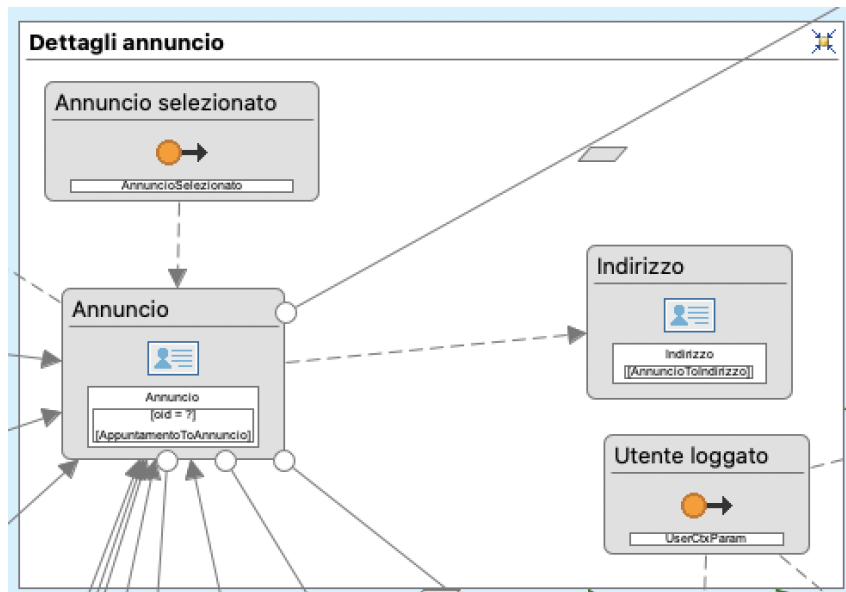 Dettagli annuncio
Annuncio selezionato
AnnuncioSelezionato
Annuncio
Annuncio
[oid = ?]
[AppuntamentoToAnnuncio]
Indirizzo
Indirizzo
[[AnnuncioToIndirizzo]]
Utente loggato
UserCtxParam